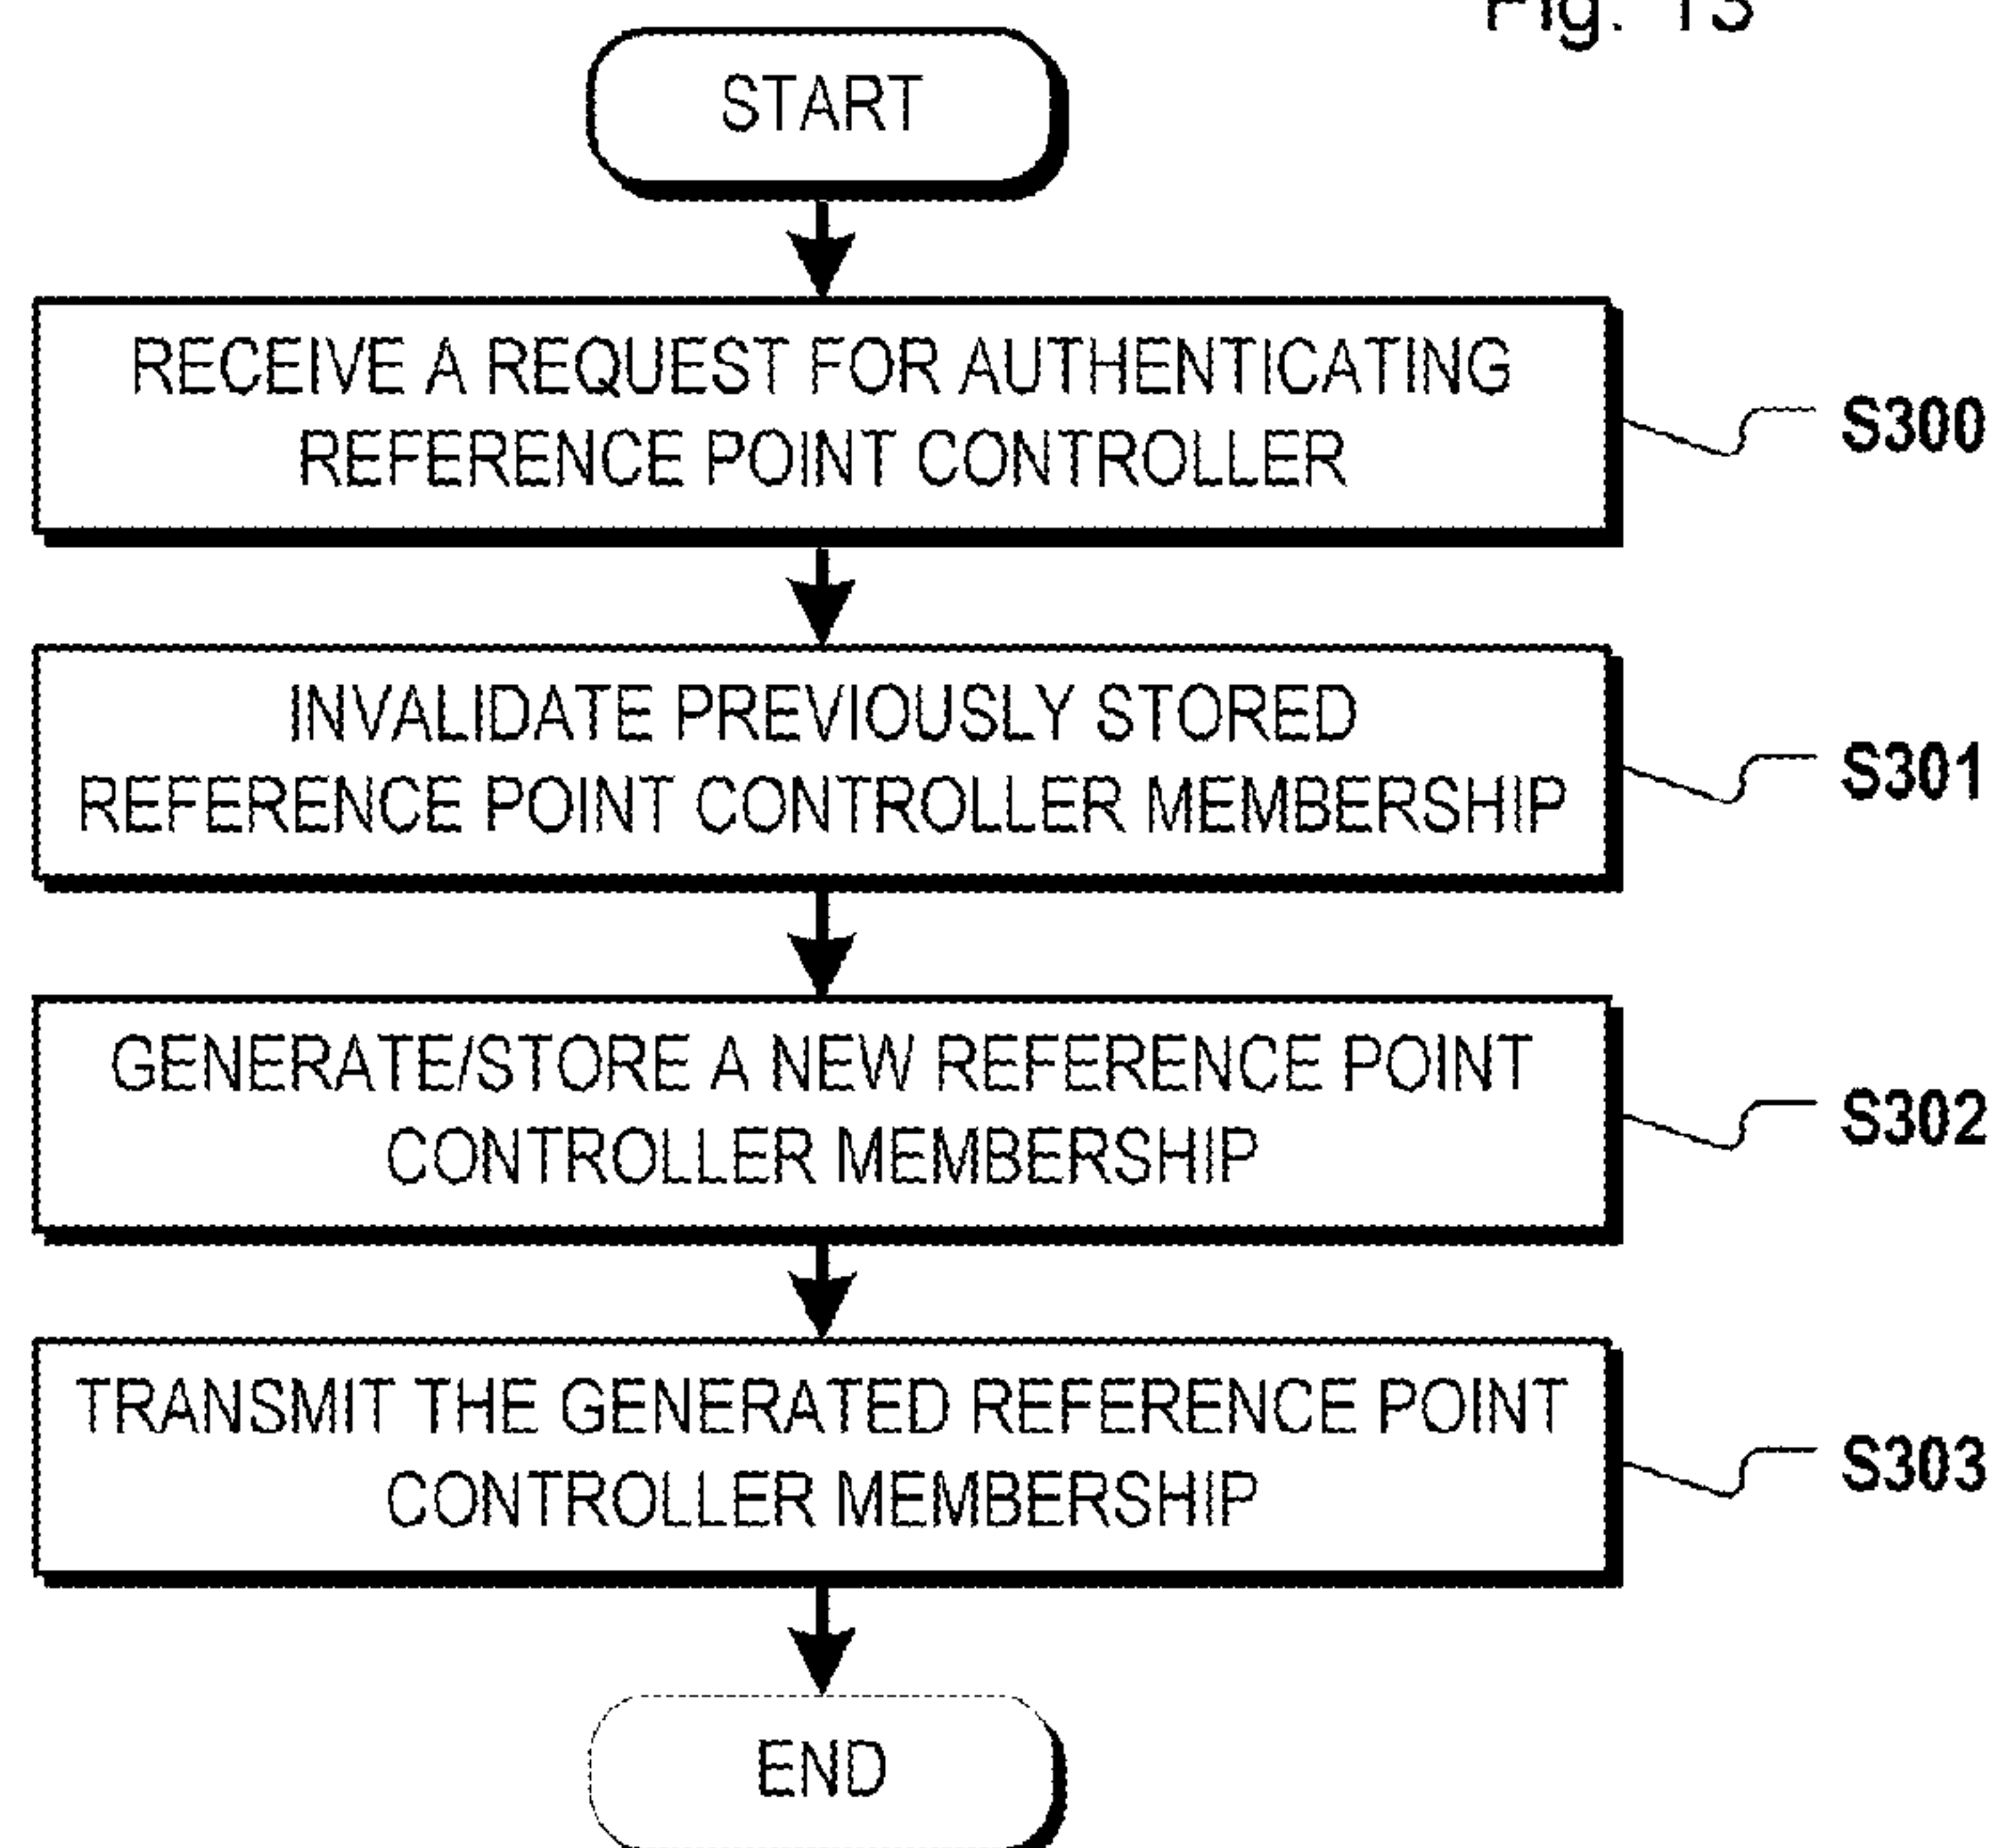 Fig. 13
START
RECEIVE A REQUEST FOR AUTHENTICATING
REFERENCE POINT CONTROLLER
S300
INVALIDATE PREVIOUSLY STORED
REFERENCE POINT CONTROLLER MEMBERSHIP
S301
GENERATE/STORE A NEW REFERENCE POINT
CONTROLLER MEMBERSHIP
S302
TRANSMIT THE GENERATED REFERENCE POINT
CONTROLLER MEMBERSHIP
S303
END